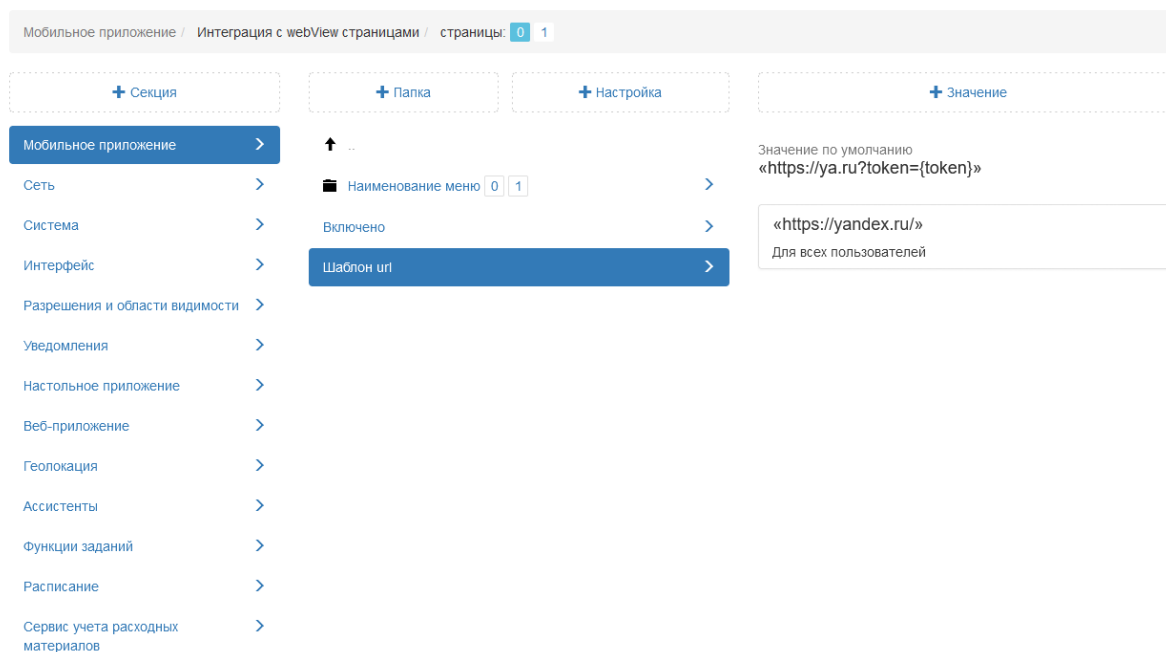 Мобильное приложение / Интеграция с webView страницами / страницы: 0 1
+ Секция
+ Папка
+ Настройка
+ Значение
Мобильное приложение
Сеть
Система
Интерфейс
Разрешения и области видимости
Уведомления
Настольное приложение
Веб-приложение
Геолокация
Ассистенты
Функции заданий
Расписание
Сервис учета расходных
материалов
..
Наименование меню 0 1
Включено
Шаблон url
Значение по умолчанию
«https://ya.ru?token={token}»
«https://yandex.ru/»
Для всех пользователей